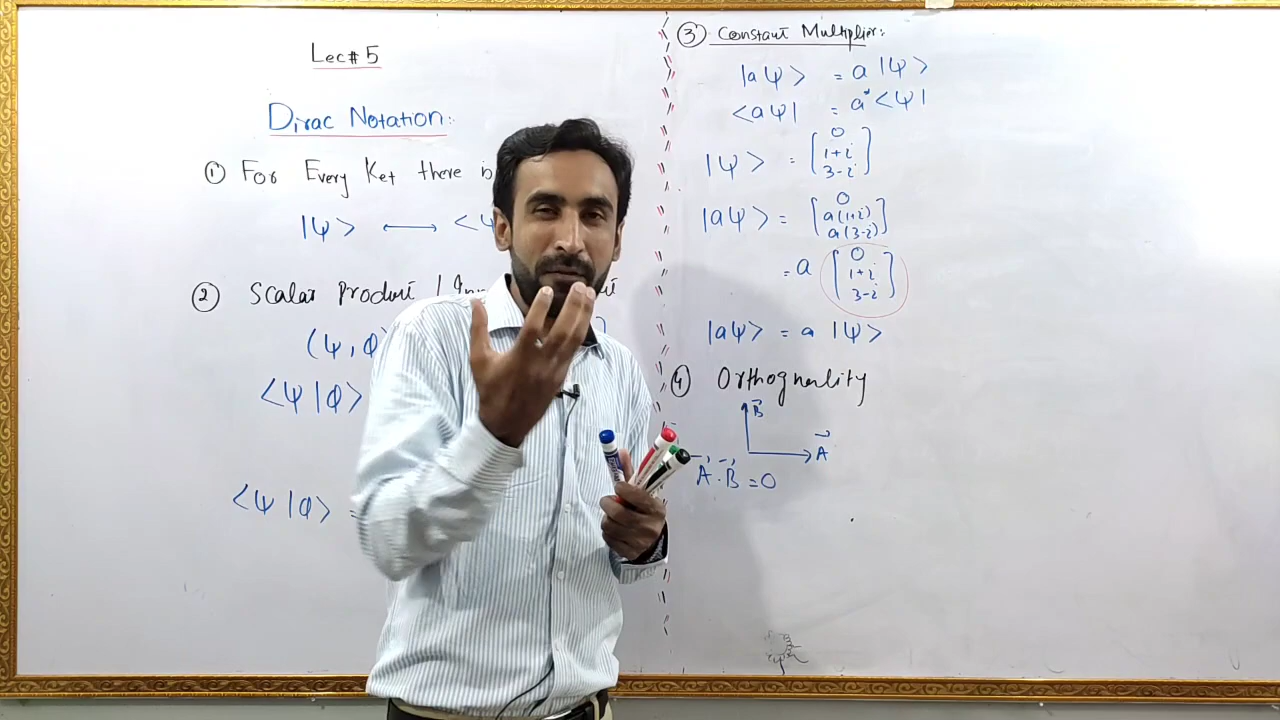 Lec# 5
Dirac Notation:
① For Every Ket there is
|ψ> ⟷ <ψ
② Scalar Product / Inn
(ψ, φ)
<ψ|φ>
<ψ|φ> =
③ Constant Multiplier:
|aψ> = a |ψ>
<aψ| = a* <ψ|
|ψ> = [0
1+i
3-i]
|aψ> = [0
a(1+i)
a(3-i)]
= a [0
1+i
3-i]
|aψ> = a |ψ>
④ Orthognality
B⃗
A⃗
A⃗ . B⃗ = 0